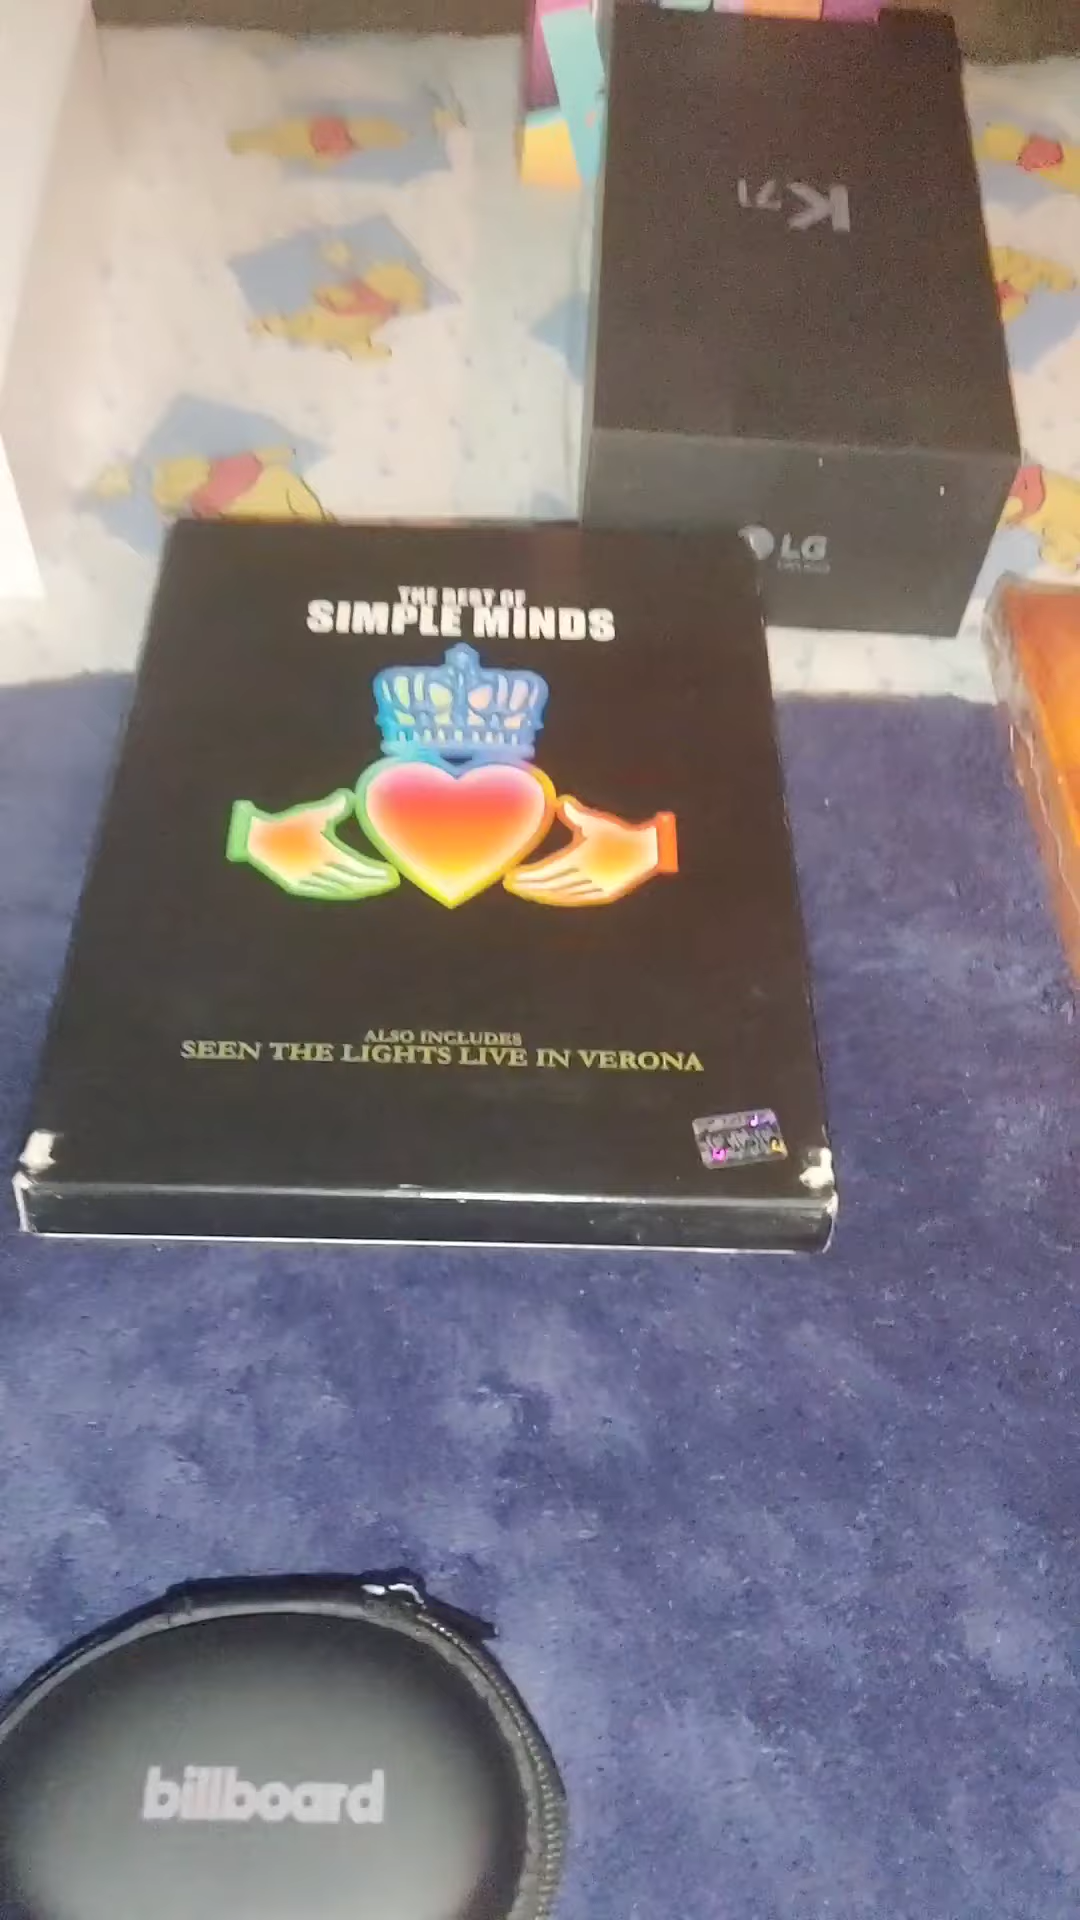 K71
LG
THE BEST OF
SIMPLE MINDS
ALSO INCLUDES
SEEN THE LIGHTS LIVE IN VERONA
billboard